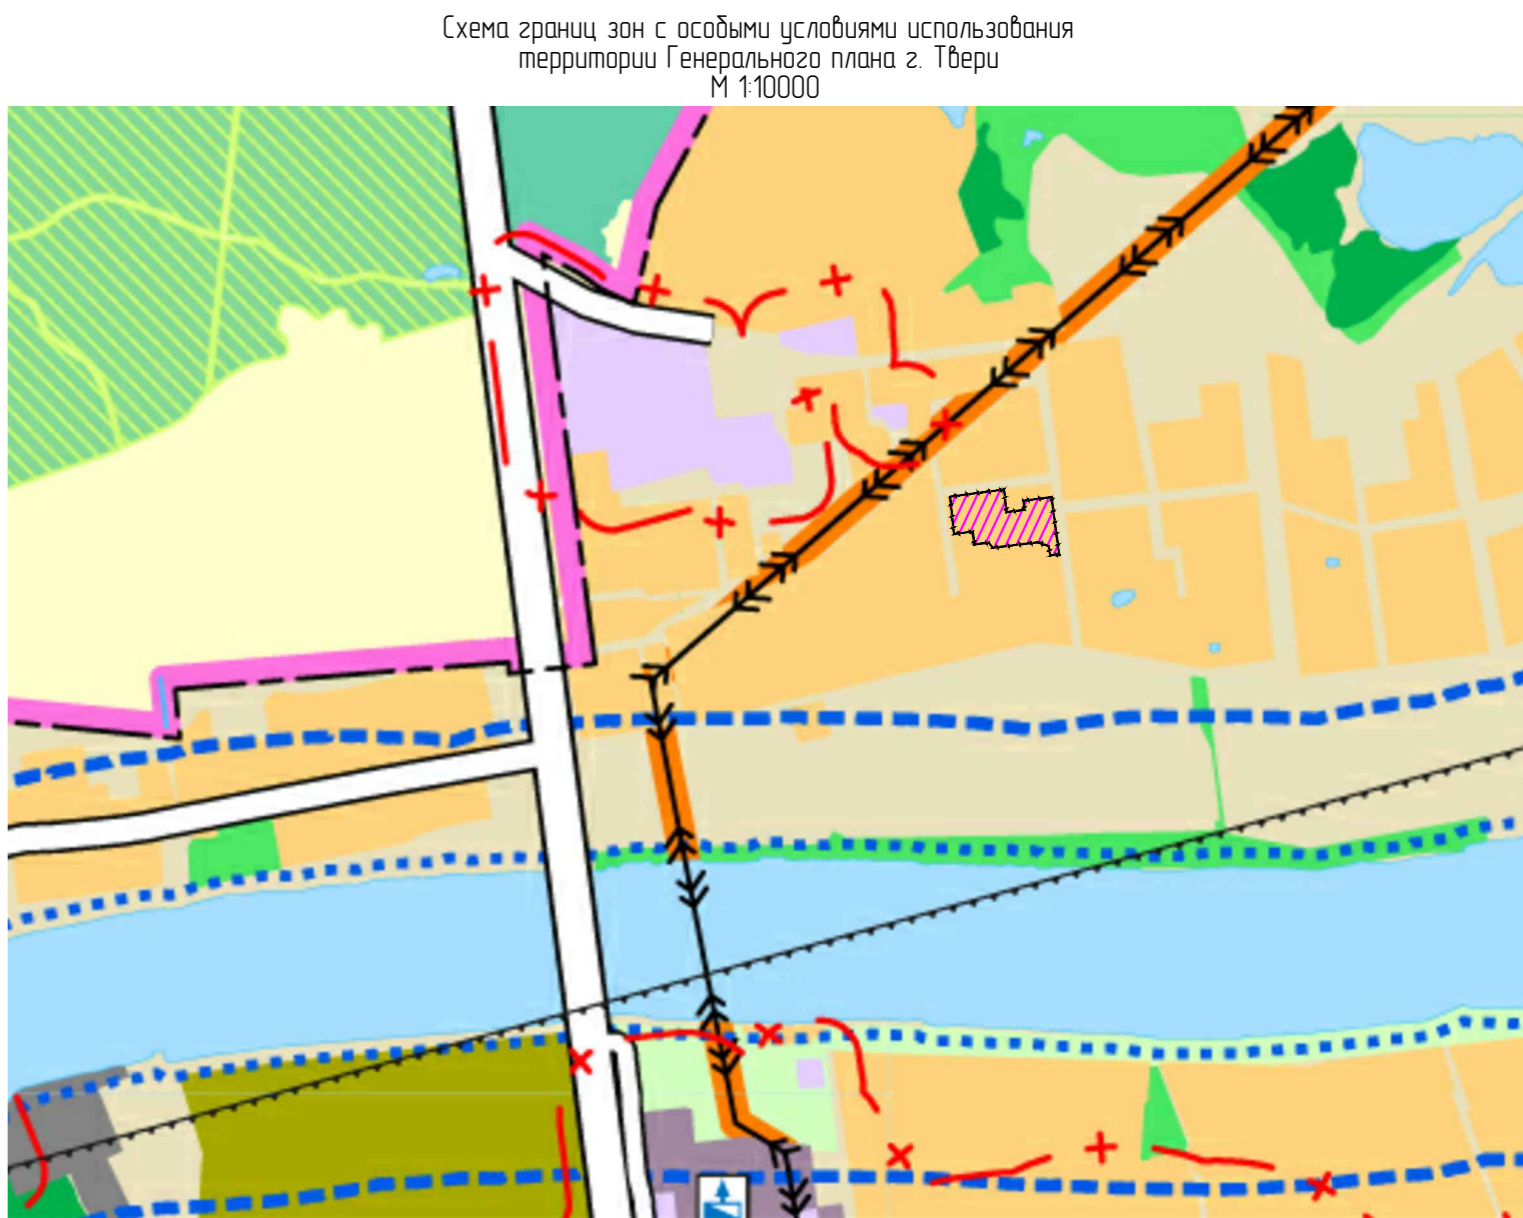 Схема границ зон с особыми условиями использования
территории Генерального плана г. Твери
М 1:10000